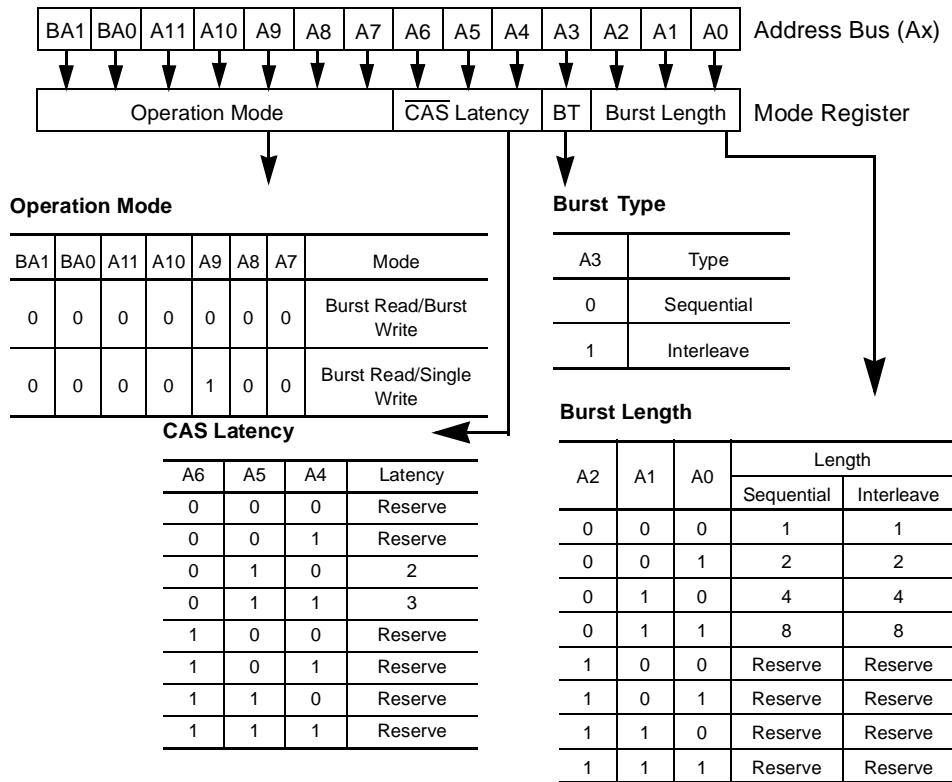 BA1 BA0 A11 A10 A9 A8 A7 A6 A5 A4 A3 A2 A1 A0 Address Bus (Ax)
Operation Mode CAS Latency BT Burst Length Mode Register
Operation Mode
BA1 BA0 A11 A10 A9 A8 A7 Mode
0 0 0 0 0 0 0 Burst Read/Burst
Write
0 0 0 0 1 0 0 Burst Read/Single
Write
Burst Type
A3 Type
0 Sequential
1 Interleave
CAS Latency
A6 A5 A4 Latency
0 0 0 Reserve
0 0 1 Reserve
0 1 0 2
0 1 1 3
1 0 0 Reserve
1 0 1 Reserve
1 1 0 Reserve
1 1 1 Reserve
Burst Length
A2 A1 A0 Length
Sequential Interleave
0 0 0 1 1
0 0 1 2 2
0 1 0 4 4
0 1 1 8 8
1 0 0 Reserve Reserve
1 0 1 Reserve Reserve
1 1 0 Reserve Reserve
1 1 1 Reserve Reserve